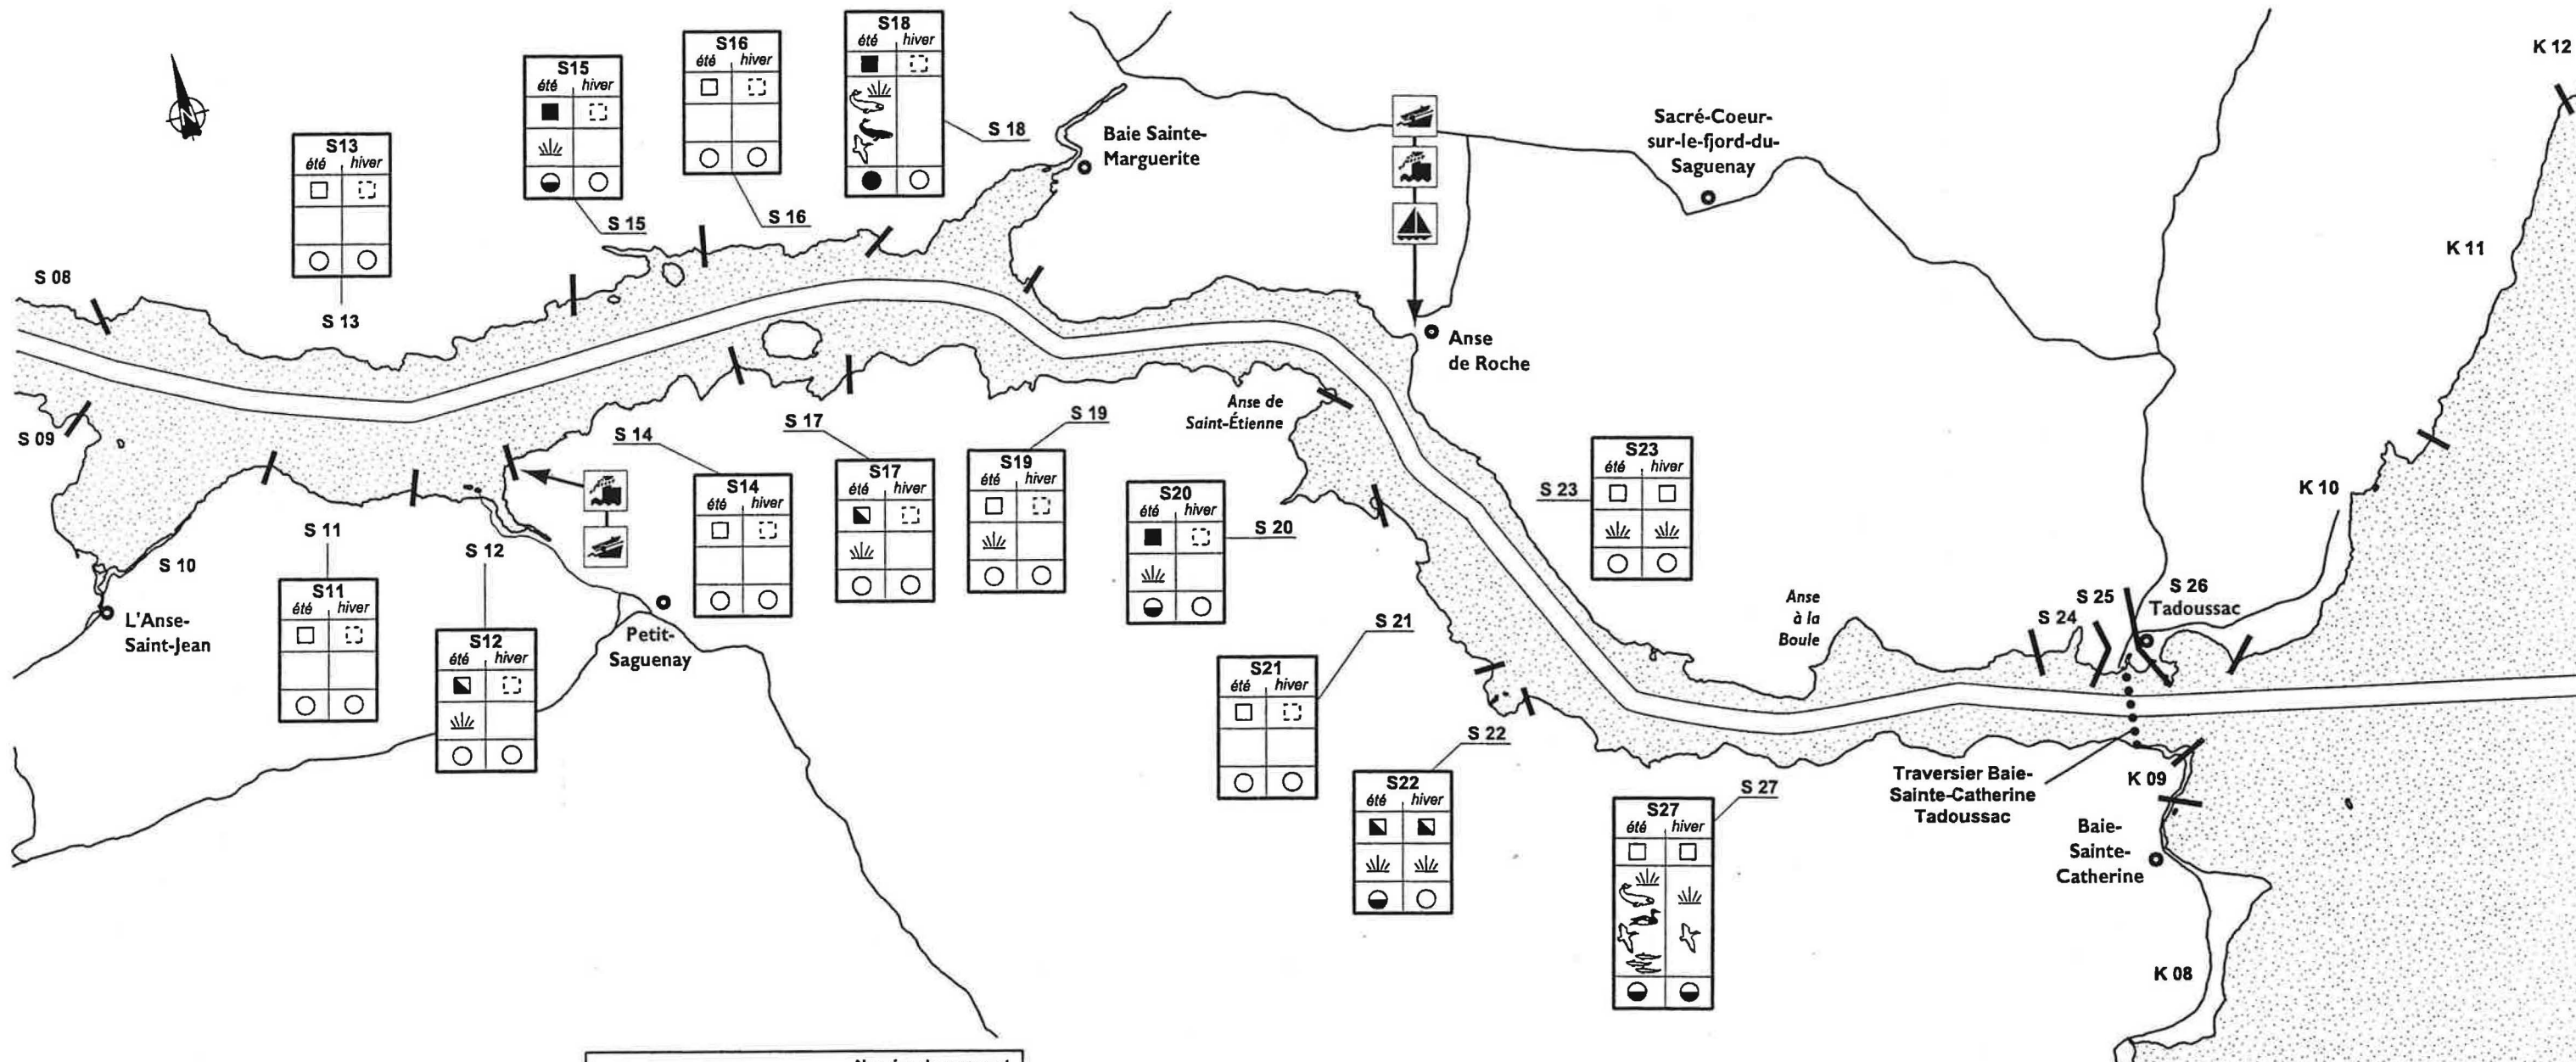 K 12
S18
été hiver
S16
été hiver
S15
été hiver
S13
été hiver
S 18
Baie Sainte-
Marguerite
Sacré-Coeur-
sur-le-fjord-du-
Saguenay
N
S 16
S 15
K 11
S 08
S 13
Anse
de Roche
Anse de
Saint-Étienne
S 09
S 14
S 17
S 19
S14
été hiver
S17
été hiver
S19
été hiver
S20
été hiver
S 20
S 23
S23
été hiver
K 10
S 11
S 12
S 10
S11
été hiver
L'Anse-
Saint-Jean
S12
été hiver
Petit-
Saguenay
S 21
S21
été hiver
Anse
à la
Boule
S 24
S 25
S 26
Tadoussac
S 22
S22
été hiver
S 27
S27
été hiver
Traversier Baie-
Sainte-Catherine
Tadoussac
K 09
Baie-
Sainte-
Catherine
K 08